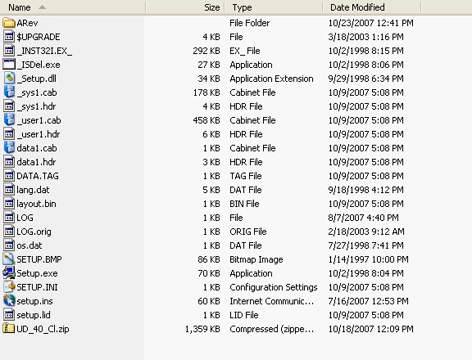 Name Size Type Date Modified
ARev File Folder 10/23/2007 12:41 PM
$UPGRADE 4 KB File 3/18/2003 1:16 PM
_INST32I.EX_ 292 KB EX_ File 10/2/1998 8:15 PM
_ISDel.exe 27 KB Application 10/2/1998 8:06 PM
_Setup.dll 34 KB Application Extension 9/29/1998 6:34 PM
_sys1.cab 178 KB Cabinet File 10/9/2007 5:08 PM
_sys1.hdr 4 KB HDR File 10/9/2007 5:08 PM
_user1.cab 458 KB Cabinet File 10/9/2007 5:08 PM
_user1.hdr 6 KB HDR File 10/9/2007 5:08 PM
data1.cab 1 KB Cabinet File 10/9/2007 5:08 PM
data1.hdr 3 KB HDR File 10/9/2007 5:08 PM
DATA.TAG 1 KB TAG File 10/9/2007 5:08 PM
lang.dat 5 KB DAT File 9/18/1998 4:12 PM
layout.bin 1 KB BIN File 10/9/2007 5:08 PM
LOG 1 KB File 8/7/2007 4:40 PM
LOG.orig 1 KB ORIG File 2/18/2003 9:12 AM
os.dat 1 KB DAT File 7/27/1998 7:41 PM
SETUP.BMP 86 KB Bitmap Image 1/14/1997 10:00 PM
Setup.exe 70 KB Application 10/2/1998 8:04 PM
SETUP.INI 1 KB Configuration Settings 10/9/2007 5:08 PM
setup.ins 60 KB Internet Communic... 7/16/2007 12:53 PM
setup.lid 1 KB LID File 10/9/2007 5:08 PM
UD_40_Cl.zip 1,359 KB Compressed (zippe... 10/18/2007 12:09 PM